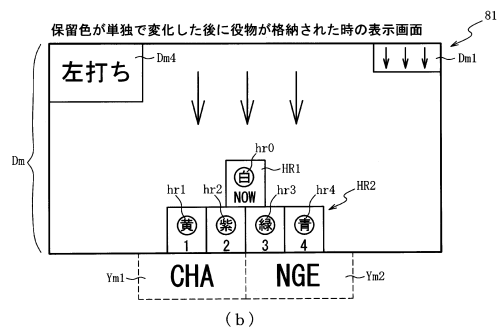 保留色が単独で変化した後に役物が格納された時の表示画面
81
左打ち
Dm4
Dm1
Dm
hr0
白
HR1
NOW
hr1
hr2
hr3
hr4
HR2
黄
紫
緑
青
1
2
3
4
Ym1
CHA
NGE
Ym2
(b)